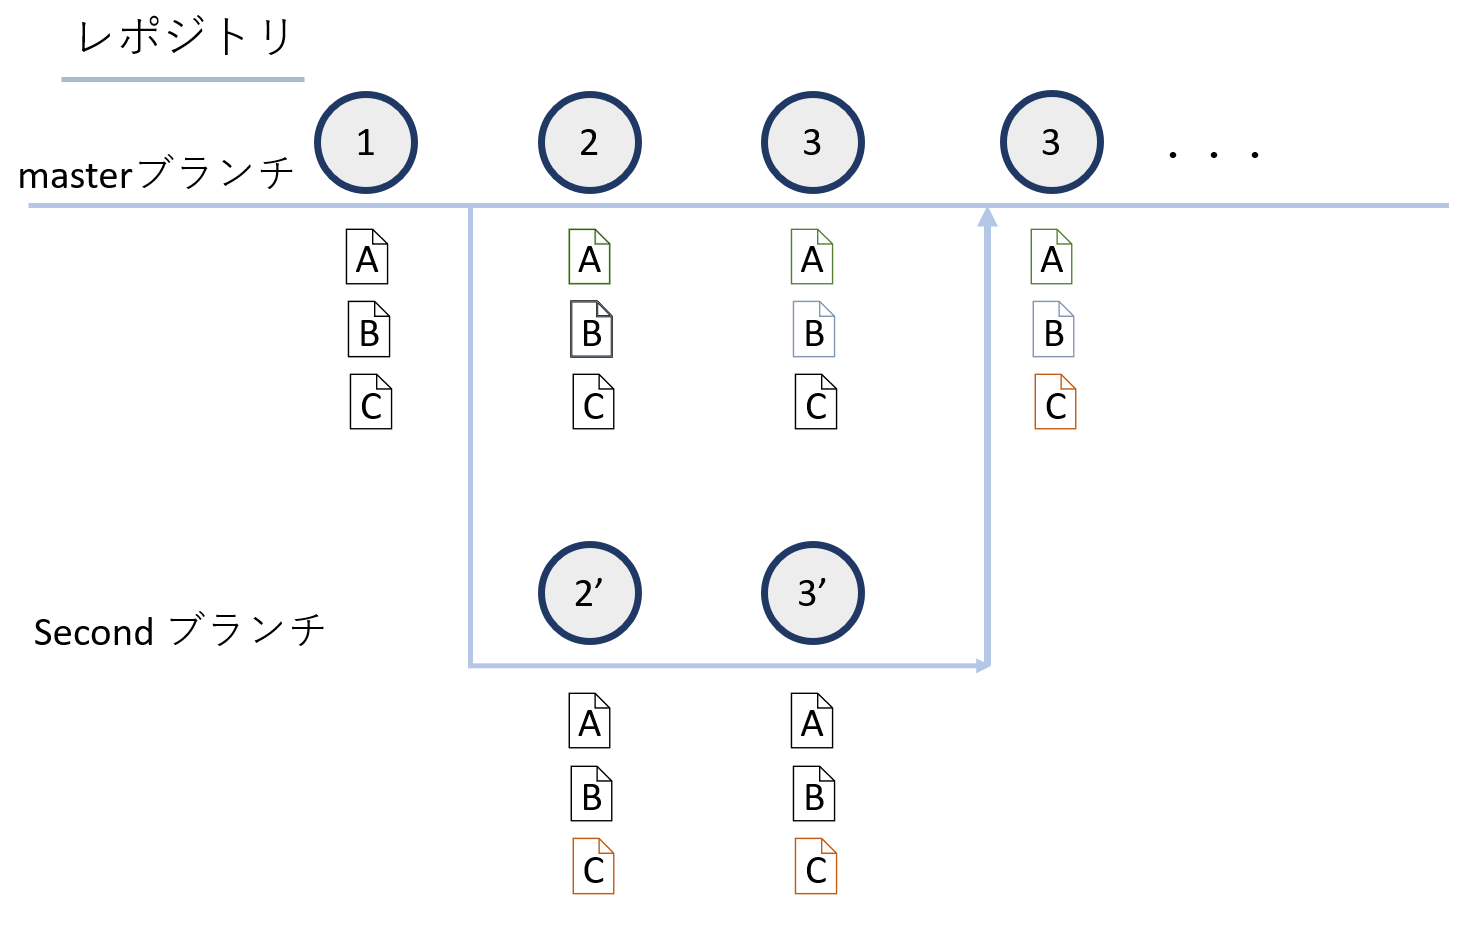 レポジトリ
1 2 3 3 ・・・
masterブランチ
A A A A
B B B B
C C C C
2’ 3’
Second ブランチ
A A
B B
C C